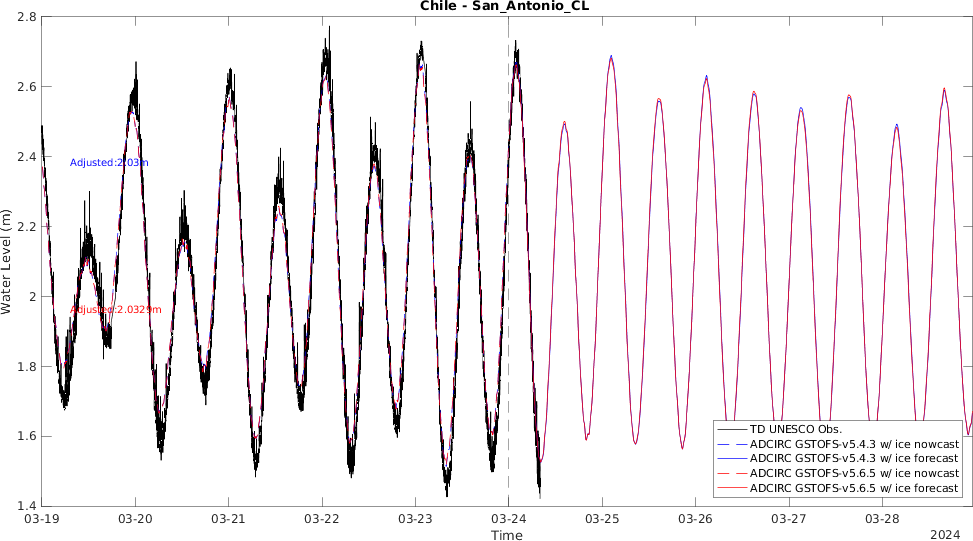 Chile - San_Antonio_CL
2.8
2.6
2.4
2.2
2
1.8
1.6
1.4
Water Level (m)
Adjusted:2.03m
Adjusted:2.0329m
TD UNESCO Obs.
ADCIRC GSTOFS-v5.4.3 w/ ice nowcast
ADCIRC GSTOFS-v5.4.3 w/ ice forecast
ADCIRC GSTOFS-v5.6.5 w/ ice nowcast
ADCIRC GSTOFS-v5.6.5 w/ ice forecast
03-19 03-20 03-21 03-22 03-23 03-24 03-25 03-26 03-27 03-28
Time
2024